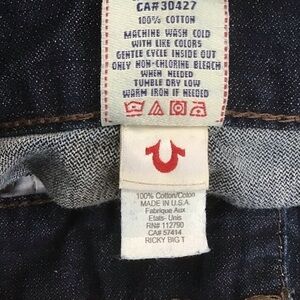 CA#30427
100% COTTON
MACHINE WASH COLD
WITH LIKE COLORS
GENTLE CYCLE INSIDE OUT
ONLY NON-CHLORINE BLEACH
WHEN NEEDED
TUMBLE DRY LOW
WARM IRON IF NEEDED
100% Cotton/Coton
MADE IN U.S.A.
Fabrique Aux
Etats- Unis
RN# 112790
CA# 57414
RICKY BIG T